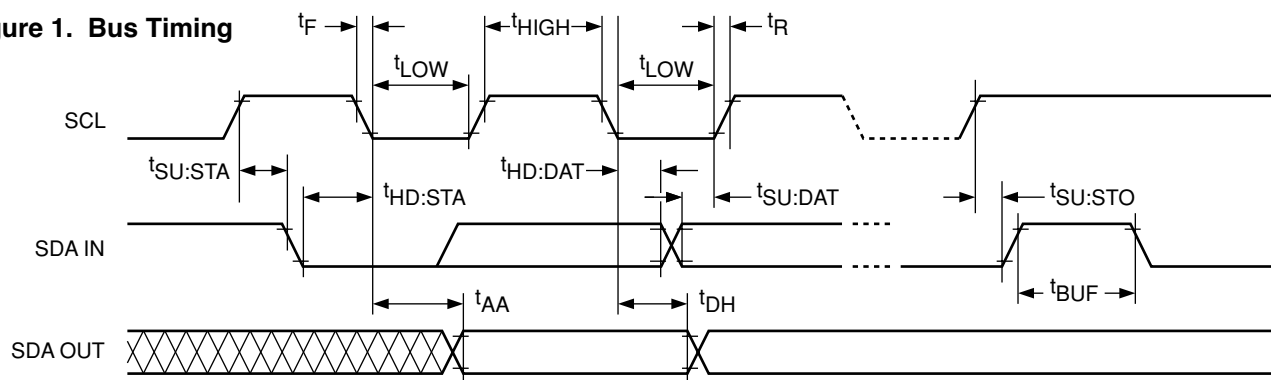 gure 1. Bus Timing
tF
tHIGH
tR
tLOW
tLOW
SCL
tSU:STA
tHD:STA
tHD:DAT
tSU:DAT
tSU:STO
SDA IN
tBUF
tAA
tDH
SDA OUT